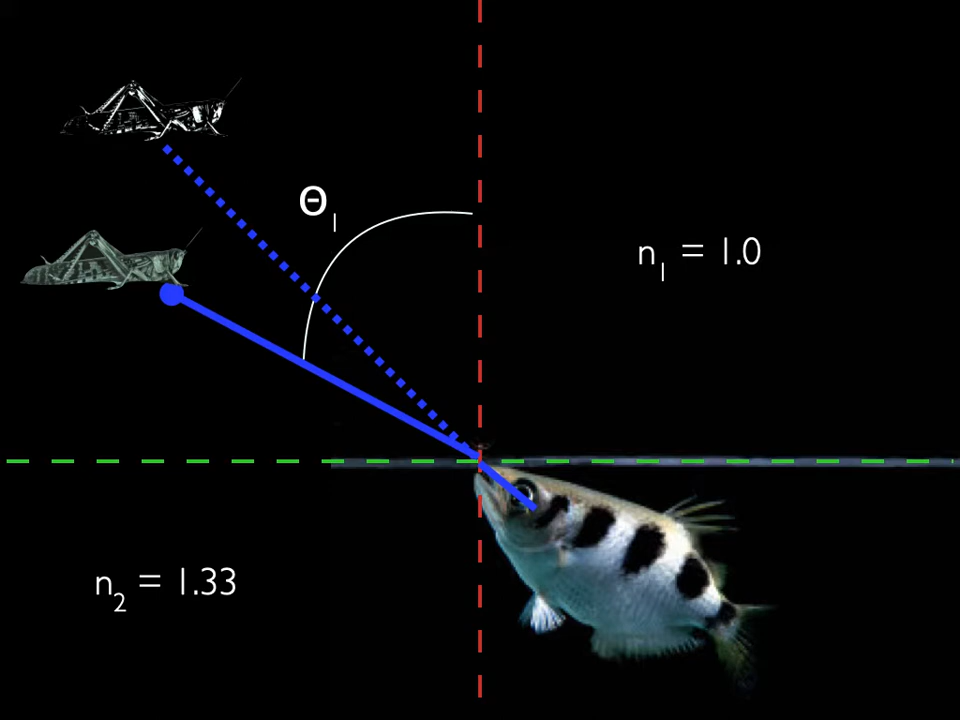 Θ₁
n₁ = 1.0
n₂ = 1.33